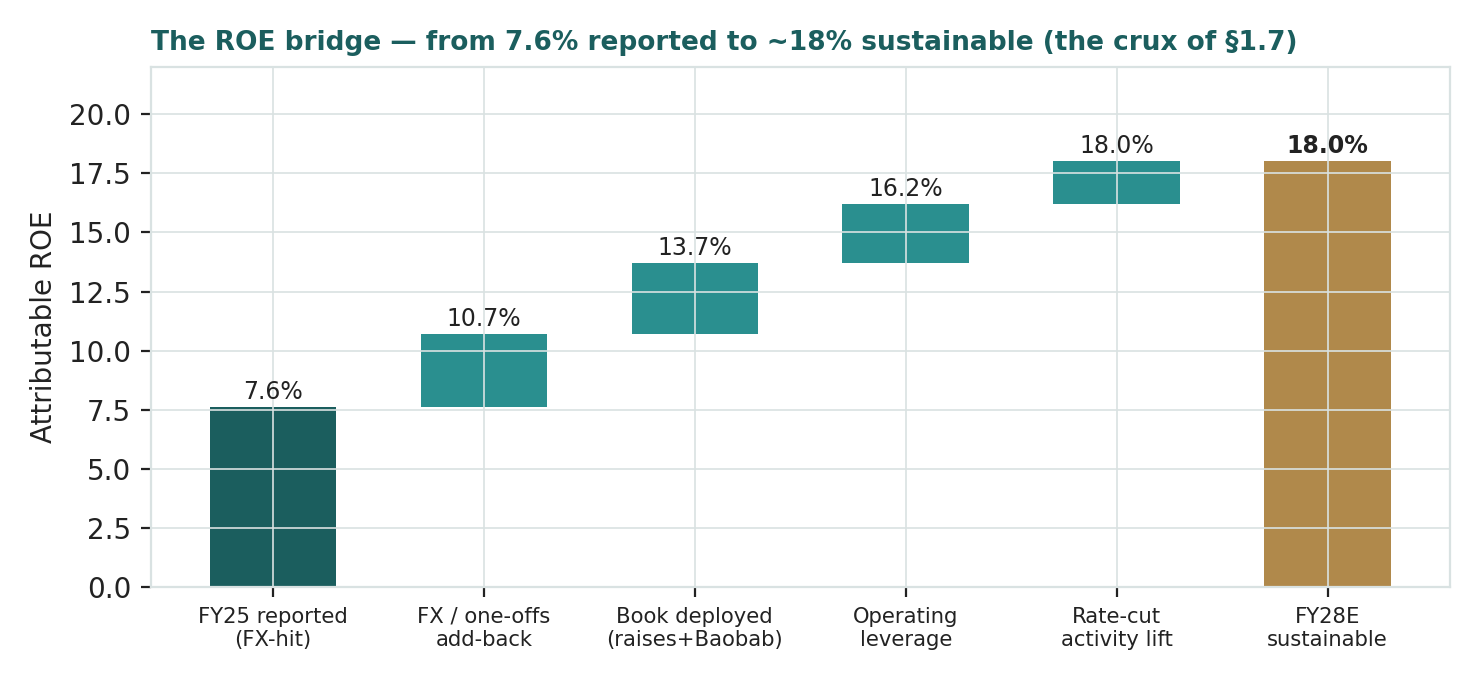 The ROE bridge — from 7.6% reported to ~18% sustainable (the crux of §1.7)
Attributable ROE
20.0
17.5
15.0
12.5
10.0
7.5
5.0
2.5
0.0
7.6%
10.7%
13.7%
16.2%
18.0%
18.0%
FY25 reported
(FX-hit)
FX / one-offs
add-back
Book deployed
(raises+Baobab)
Operating
leverage
Rate-cut
activity lift
FY28E
sustainable